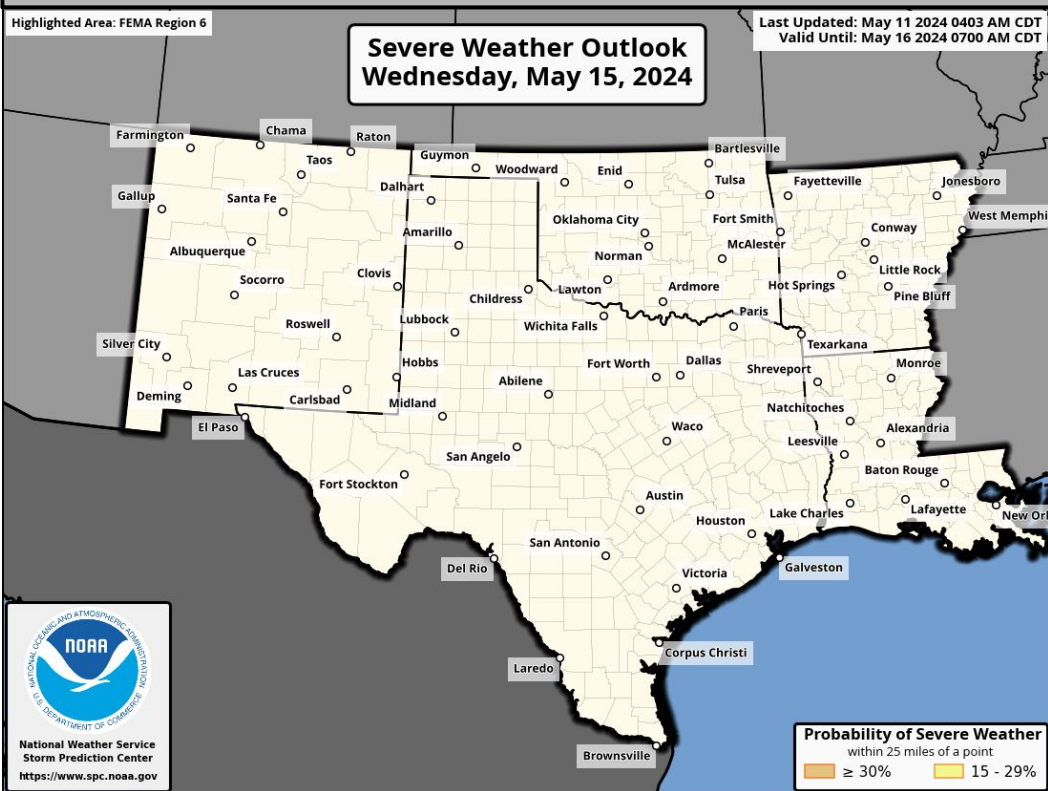 Highlighted Area: FEMA Region 6
Severe Weather Outlook
Wednesday, May 15, 2024
Last Updated: May 11 2024 0403 AM CDT
Valid Until: May 16 2024 0700 AM CDT
Farmington
Chama
Raton
Taos
Guymon
Woodward
Enid
Bartlesville
Tulsa
Fayetteville
Jonesboro
Gallup
Santa Fe
Dalhart
Oklahoma City
Fort Smith
West Memphi
Albuquerque
Amarillo
Norman
McAlester
Conway
Socorro
Clovis
Childress
Lawton
Ardmore
Hot Springs
Little Rock
Pine Bluff
Roswell
Lubbock
Wichita Falls
Paris
Texarkana
Silver City
Las Cruces
Hobbs
Fort Worth
Dallas
Shreveport
Monroe
Deming
Carlsbad
Midland
Abilene
Natchitoches
El Paso
San Angelo
Waco
Leesville
Alexandria
Fort Stockton
Baton Rouge
Austin
Houston
Lake Charles
Lafayette
New Orl
Del Rio
San Antonio
Galveston
Victoria
Laredo
Corpus Christi
Brownsville
NATIONAL OCEANIC AND ATMOSPHERIC ADMINISTRATION
NOAA
U.S. DEPARTMENT OF COMMERCE
National Weather Service
Storm Prediction Center
https://www.spc.noaa.gov
Probability of Severe Weather
within 25 miles of a point
≥ 30%
15 - 29%